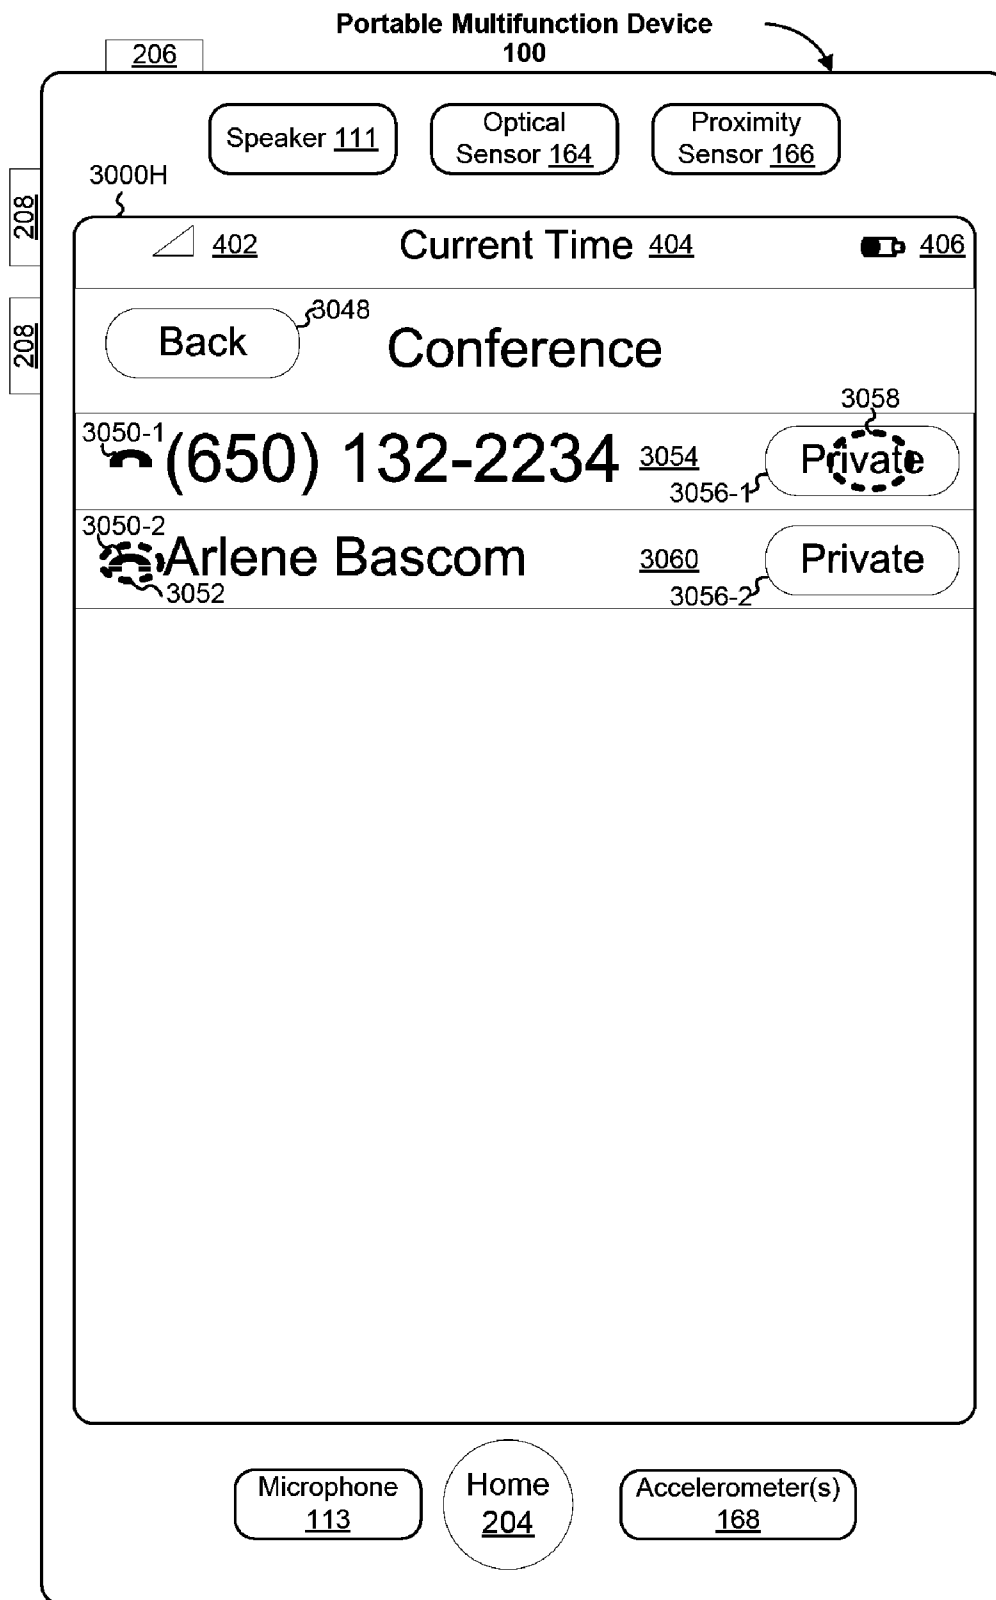 Portable Multifunction Device
100
206
Speaker 111
Optical
Sensor 164
Proximity
Sensor 166
3000H
208
402
Current Time 404
406
208
Back
3048
Conference
3058
3050-1
(650) 132-2234
3054
Private
3056-1
3050-2
Arlene Bascom
3060
Private
3052
3056-2
Microphone
113
Home
204
Accelerometer(s)
168